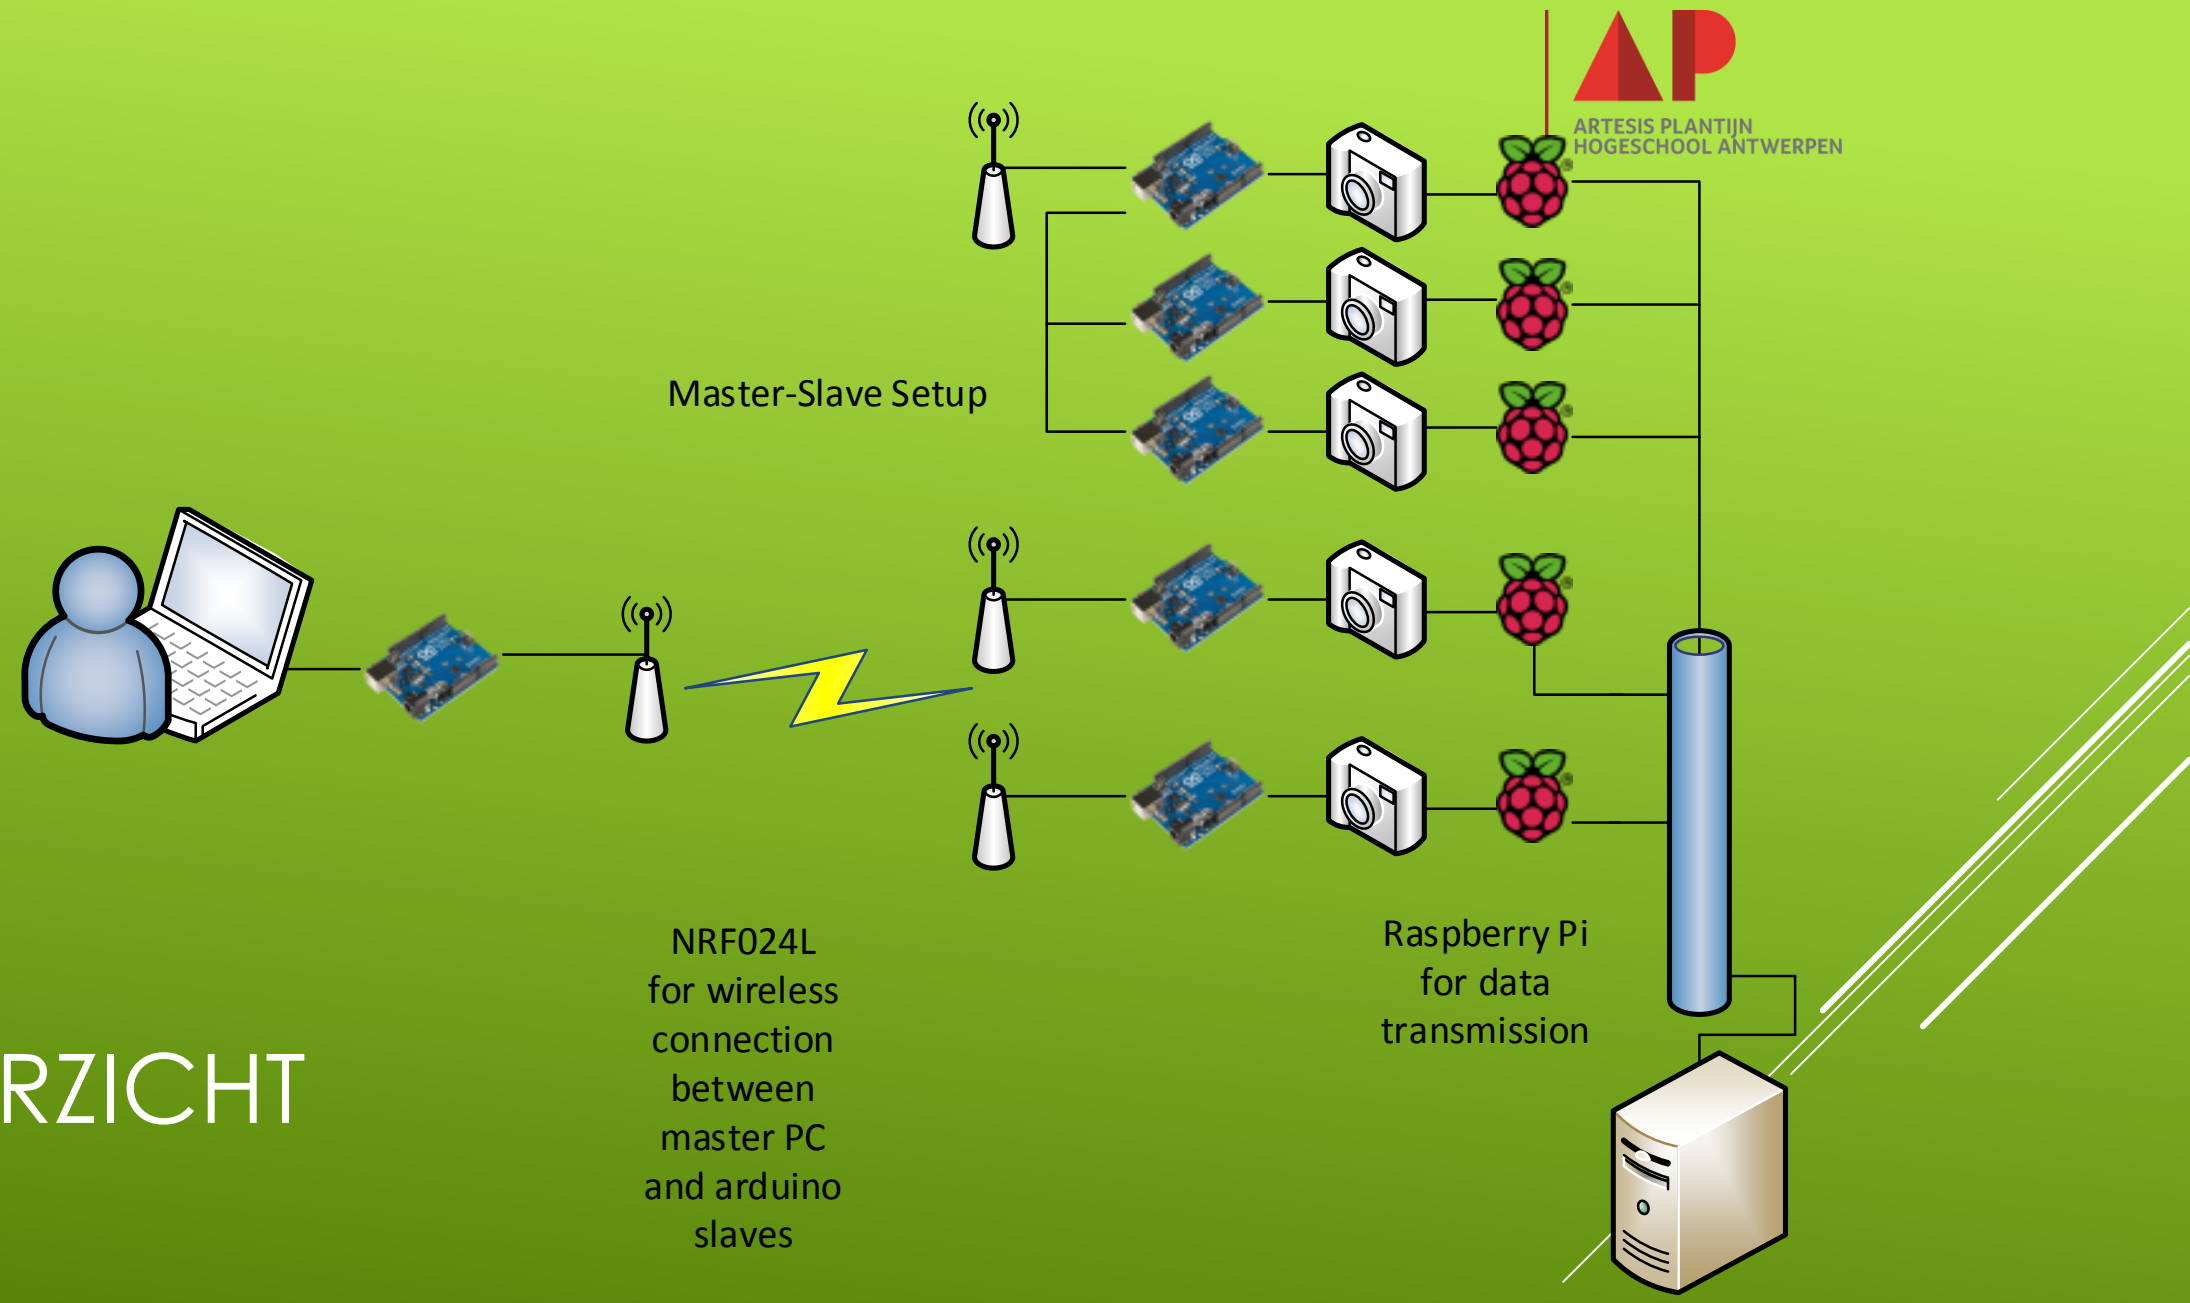 AP
ARTESIS PLANTIJN
HOGESCHOOL ANTWERPEN
Master-Slave Setup
NRF024L
for wireless
connection
between
master PC
and arduino
slaves
Raspberry Pi
for data
transmission
RZICHT